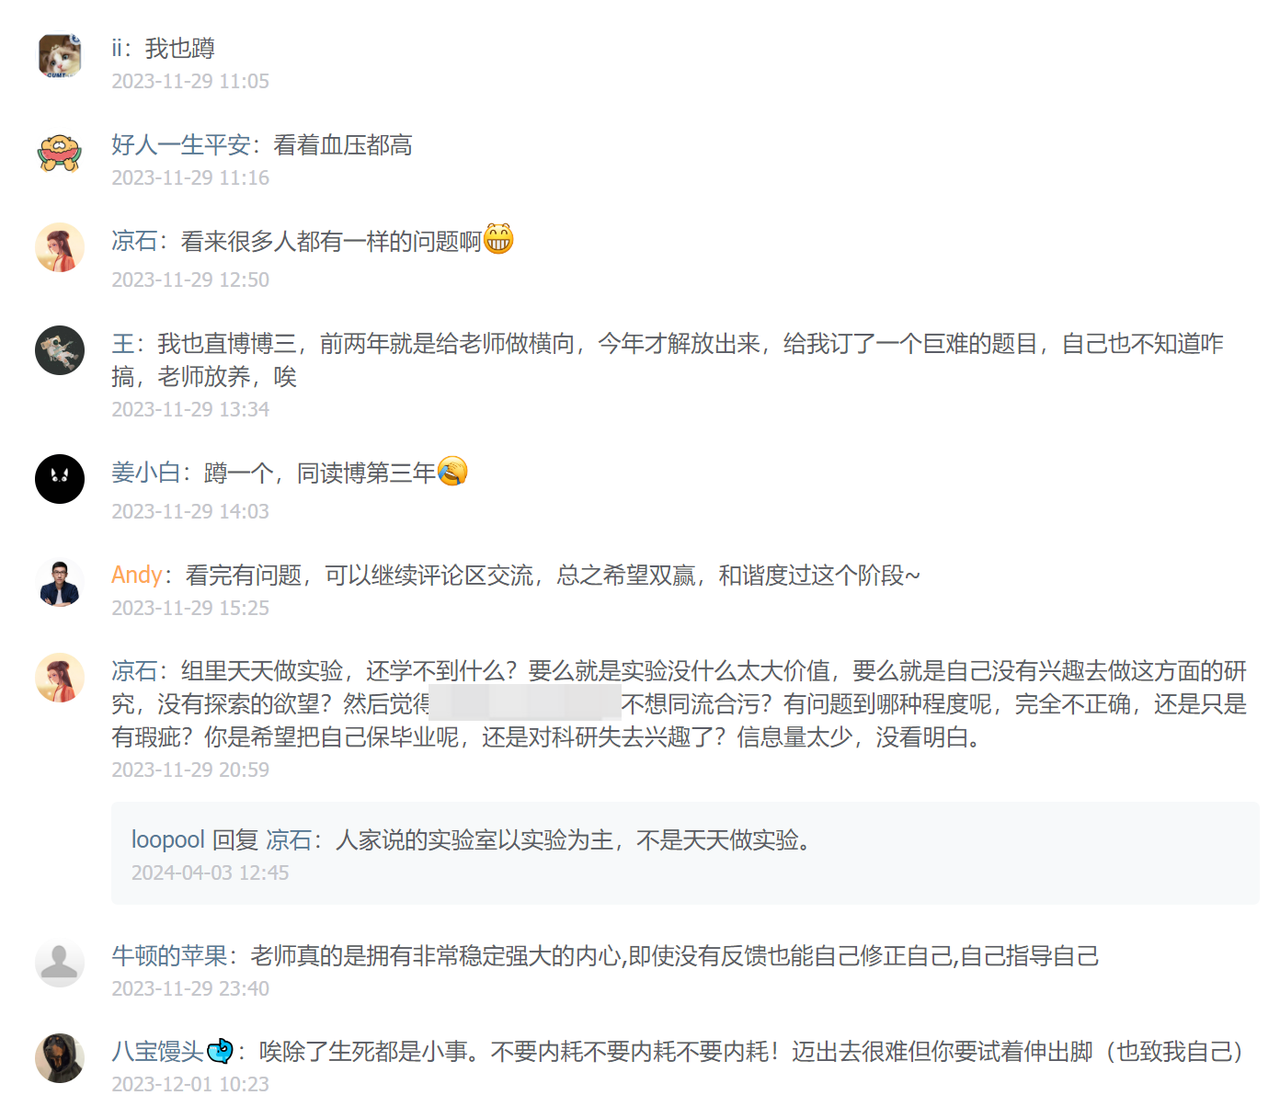 ii：我也蹲
2023-11-29 11:05
好人一生平安：看着血压都高
2023-11-29 11:16
凉石：看来很多人都有一样的问题啊😁
2023-11-29 12:50
王：我也直博博三，前两年就是给老师做横向，今年才解放出来，给我订了一个巨难的题目，自己也不知道咋
搞，老师放养，唉
2023-11-29 13:34
姜小白：蹲一个，同读博第三年🤣
2023-11-29 14:03
Andy：看完有问题，可以继续评论区交流，总之希望双赢，和谐度过这个阶段~
2023-11-29 15:25
凉石：组里天天做实验，还学不到什么？要么就是实验没什么太大价值，要么就是自己没有兴趣去做这方面的研
究，没有探索的欲望？然后觉得不想同流合污？有问题到哪种程度呢，完全不正确，还是只是
有瑕疵？你是希望把自己保毕业呢，还是对科研失去兴趣了？信息量太少，没看明白。
2023-11-29 20:59
loopool 回复 凉石：人家说的实验室以实验为主，不是天天做实验。
2024-04-03 12:45
牛顿的苹果：老师真的是拥有非常稳定强大的内心,即使没有反馈也能自己修正自己,自己指导自己
2023-11-29 23:40
八宝馒头：唉除了生死都是小事。不要内耗不要内耗不要内耗！迈出去很难但你要试着伸出脚（也致我自己）
2023-12-01 10:23